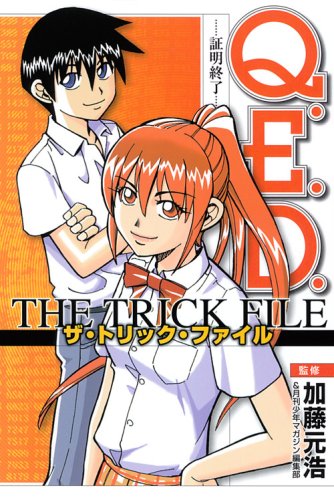 Q.E.D.
……証明終了……
THE TRICK FILE
ザ・トリック・ファイル
監修
加藤元浩
&月刊少年マガジン編集部